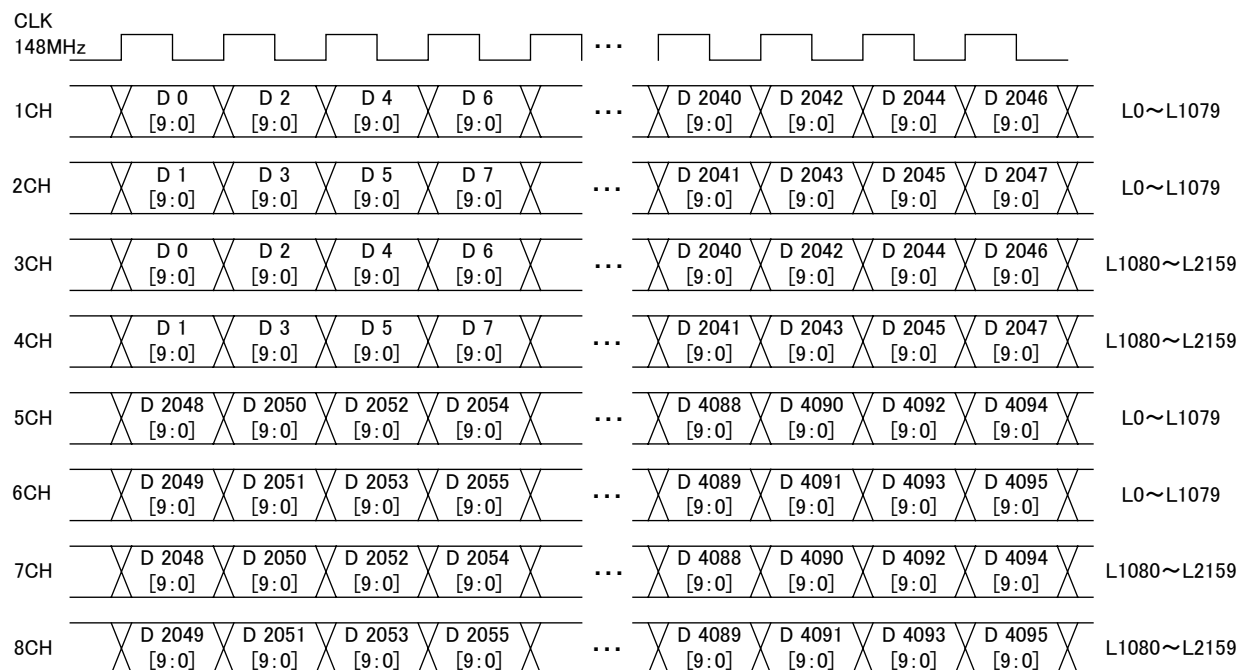 CLK
148MHz
...
1CH D 0 D 2 D 4 D 6 ... D 2040 D 2042 D 2044 D 2046 L0～L1079
[9:0] [9:0] [9:0] [9:0] [9:0] [9:0] [9:0] [9:0]
2CH D 1 D 3 D 5 D 7 ... D 2041 D 2043 D 2045 D 2047 L0～L1079
[9:0] [9:0] [9:0] [9:0] [9:0] [9:0] [9:0] [9:0]
3CH D 0 D 2 D 4 D 6 ... D 2040 D 2042 D 2044 D 2046 L1080～L2159
[9:0] [9:0] [9:0] [9:0] [9:0] [9:0] [9:0] [9:0]
4CH D 1 D 3 D 5 D 7 ... D 2041 D 2043 D 2045 D 2047 L1080～L2159
[9:0] [9:0] [9:0] [9:0] [9:0] [9:0] [9:0] [9:0]
5CH D 2048 D 2050 D 2052 D 2054 ... D 4088 D 4090 D 4092 D 4094 L0～L1079
[9:0] [9:0] [9:0] [9:0] [9:0] [9:0] [9:0] [9:0]
6CH D 2049 D 2051 D 2053 D 2055 ... D 4089 D 4091 D 4093 D 4095 L0～L1079
[9:0] [9:0] [9:0] [9:0] [9:0] [9:0] [9:0] [9:0]
7CH D 2048 D 2050 D 2052 D 2054 ... D 4088 D 4090 D 4092 D 4094 L1080～L2159
[9:0] [9:0] [9:0] [9:0] [9:0] [9:0] [9:0] [9:0]
8CH D 2049 D 2051 D 2053 D 2055 ... D 4089 D 4091 D 4093 D 4095 L1080～L2159
[9:0] [9:0] [9:0] [9:0] [9:0] [9:0] [9:0] [9:0]